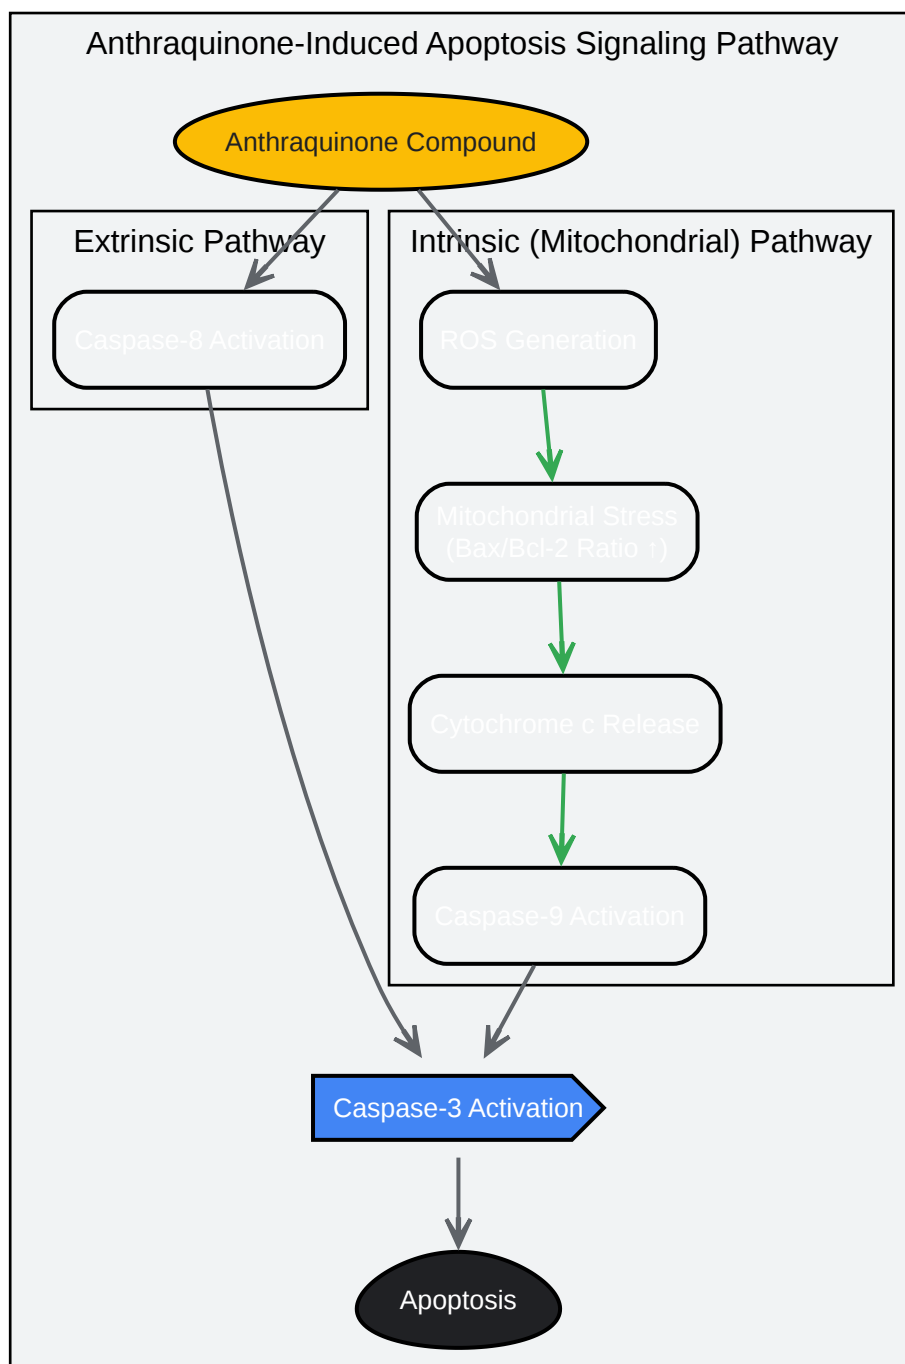 Anthraquinone-Induced Apoptosis Signaling Pathway
Anthraquinone Compound
Extrinsic Pathway
Intrinsic (Mitochondrial) Pathway
Caspase-8 Activation
ROS Generation
Mitochondrial Stress
(Bax/Bcl-2 Ratio ↑)
Cytochrome c Release
Caspase-9 Activation
Caspase-3 Activation
Apoptosis